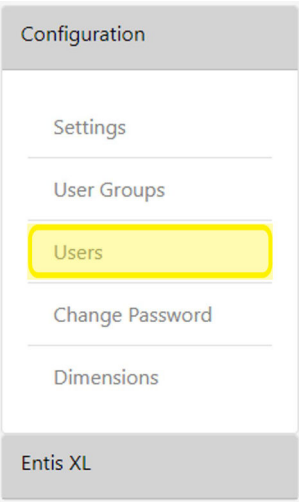 Configuration
Settings
User Groups
Users
Change Password
Dimensions
Entis XL